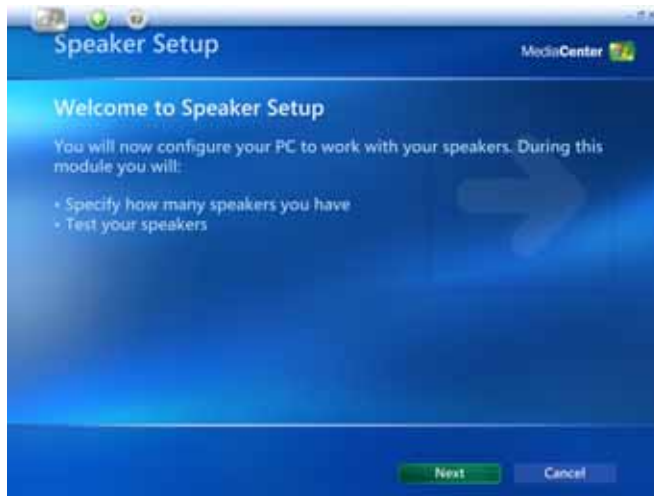 Speaker Setup
MediaCenter
Welcome to Speaker Setup
You will now configure your PC to work with your speakers. During this
module you will:
• Specify how many speakers you have
• Test your speakers
Next
Cancel